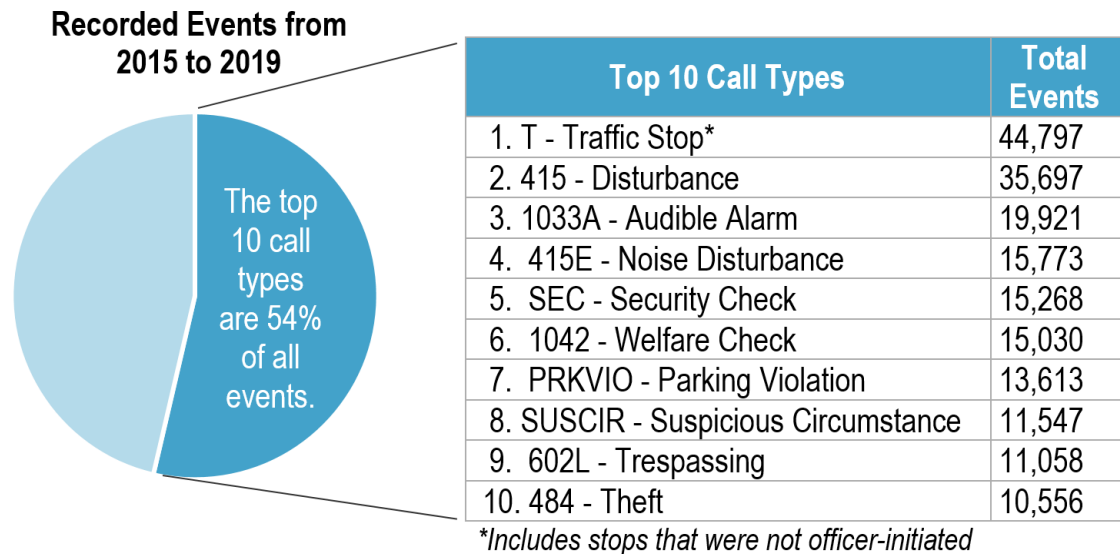 Recorded Events from
2015 to 2019
The top
10 call
types
are 54%
of all
events.
Top 10 Call Types Total Events
1. T - Traffic Stop* 44,797
2. 415 - Disturbance 35,697
3. 1033A - Audible Alarm 19,921
4. 415E - Noise Disturbance 15,773
5. SEC - Security Check 15,268
6. 1042 - Welfare Check 15,030
7. PRKVIO - Parking Violation 13,613
8. SUSCIR - Suspicious Circumstance 11,547
9. 602L - Trespassing 11,058
10. 484 - Theft 10,556
*Includes stops that were not officer-initiated